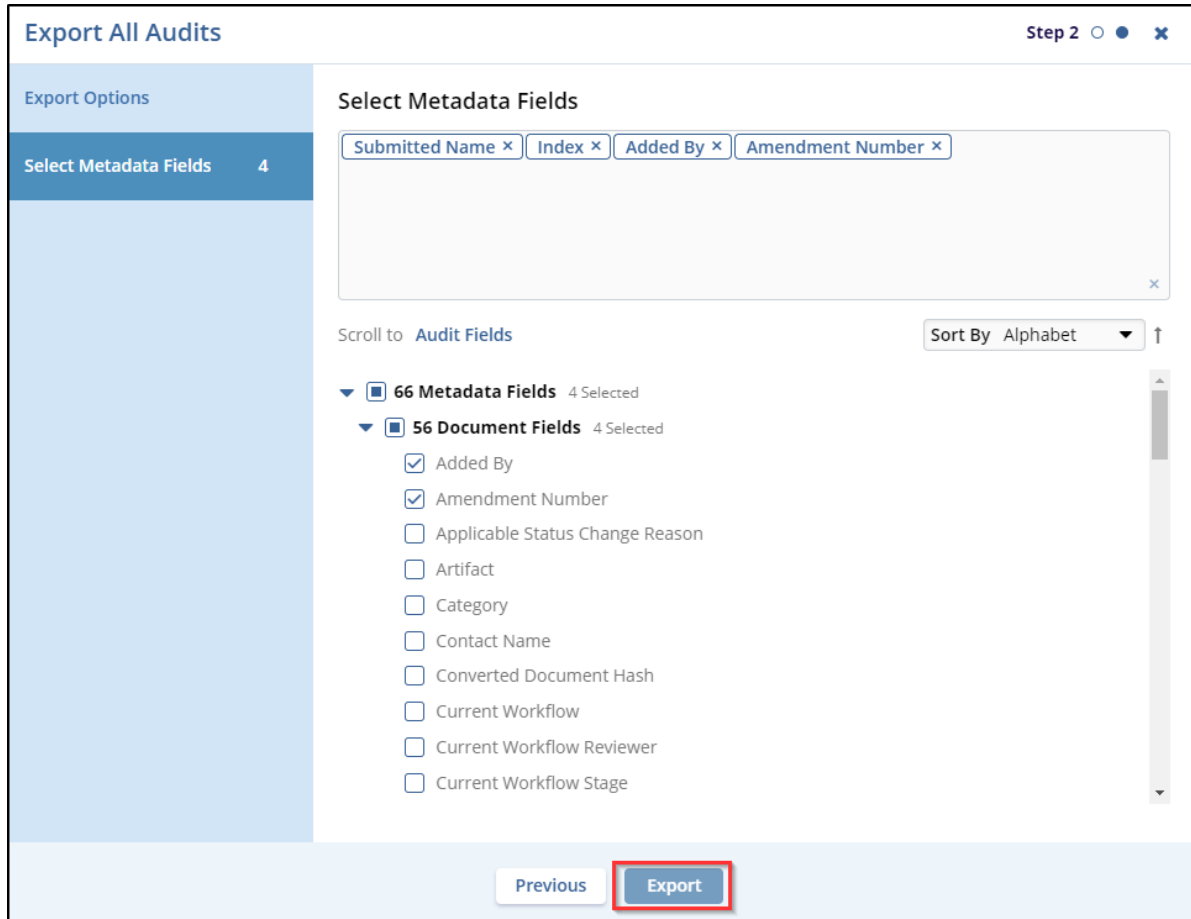 Export All Audits
Step 2
Export Options
Select Metadata Fields 4
Select Metadata Fields
Submitted Name × Index × Added By × Amendment Number ×
Scroll to Audit Fields
Sort By Alphabet
66 Metadata Fields 4 Selected
56 Document Fields 4 Selected
Added By
Amendment Number
Applicable Status Change Reason
Artifact
Category
Contact Name
Converted Document Hash
Current Workflow
Current Workflow Reviewer
Current Workflow Stage
Previous Export